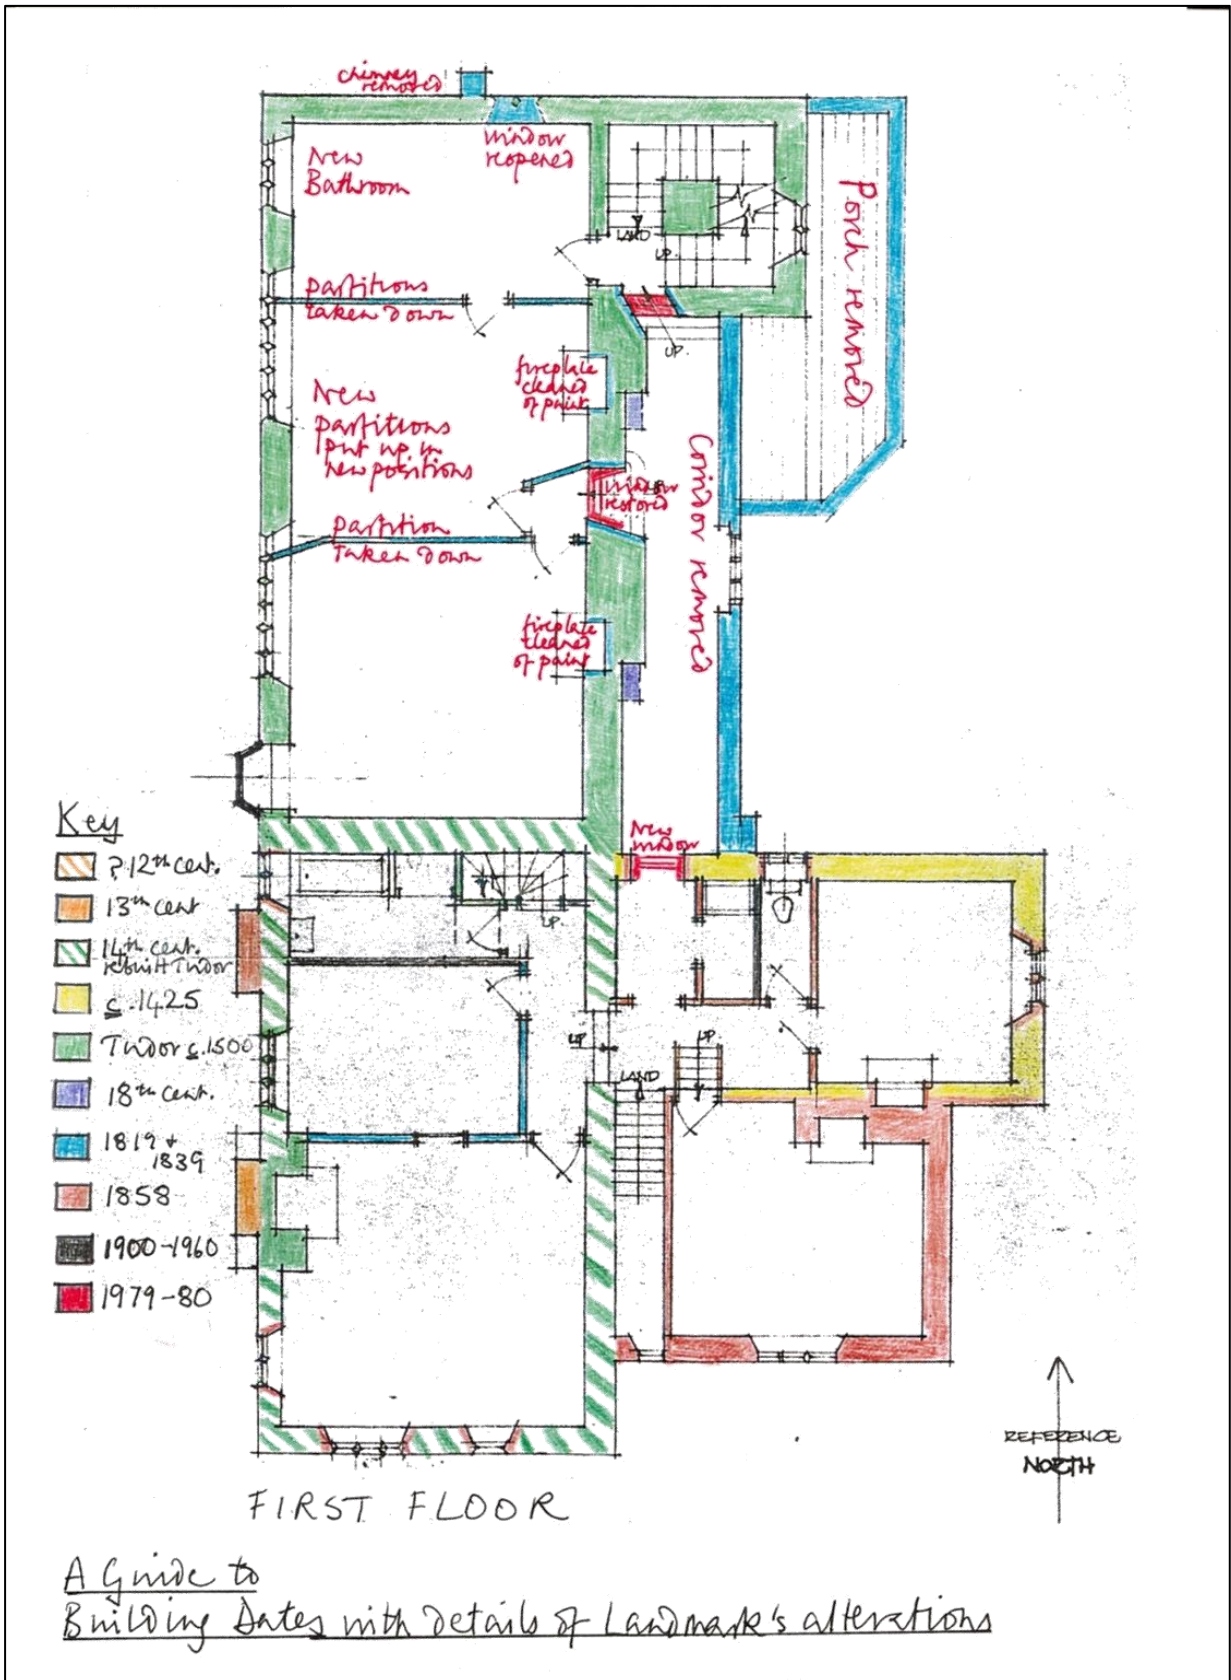 chimney
removed
window
reopened
New
Bathroom
LAND
UP.
Porch removed
partitions
taken down
UP.
fireplace
cleaned
of paint
New
partitions
put up in
new positions
window
restored
Corridor removed
partition
taken down
fireplace
cleaned
of paint
New
window
Key
? 12th cent.
13th cent
14th cent.
rebuilt Tudor
c.1425
Tudor c.1500
18th cent.
1819 +
1839
1858
1900-1960
1979-80
UP.
UP
UP.
LAND
REFERENCE
NORTH
FIRST FLOOR
A Guide to
Building Dates with details of Landmark's alterations